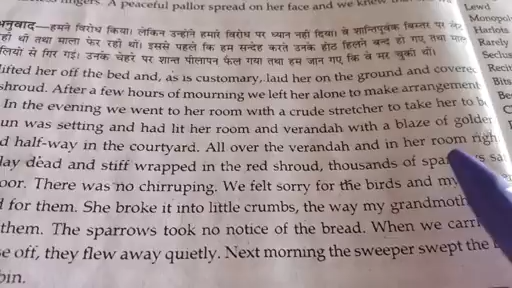 fingers. A peaceful pallor spread on her face and we knew
अनुवाद—हमने विरोध किया। लेकिन उन्होंने हमारे विरोध पर ध्यान नहीं दिया। वे शान्तिपूर्वक बिस्तर पर लेट
रही थीं तथा माला फेर रही थीं। इससे पहले कि हम सन्देह करते उनके होंठ हिलने बन्द हो गए तथा माला
लियों से गिर गई। उनके चेहरे पर शान्त पीलापन फैल गया तथा हम जान गए कि वे मर चुकी थीं।
lifted her off the bed and, as is customary, laid her on the ground and covered
shroud. After a few hours of mourning we left her alone to make arrangement
In the evening we went to her room with a crude stretcher to take her to be
un was setting and had lit her room and verandah with a blaze of golden
d half-way in the courtyard. All over the verandah and in her room right
lay dead and stiff wrapped in the red shroud, thousands of spa s sa
oor. There was no chirruping. We felt sorry for the birds and my
d for them. She broke it into little crumbs, the way my grandmoth
them. The sparrows took no notice of the bread. When we carri
se off, they flew away quietly. Next morning the sweeper swept the
bin.
Lewd
Monopol
Harlots
Rarely
Seclus
Recit
Bits
Be
C